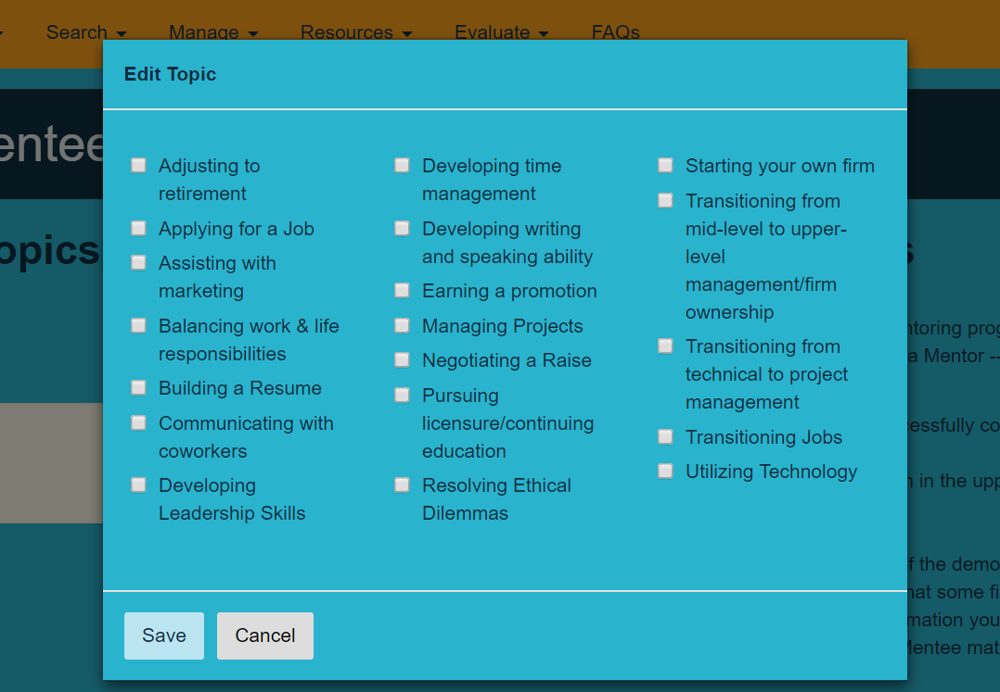 Search
Manage
Resources
Evaluate
FAQs
Edit Topic
Adjusting to
retirement
Applying for a Job
Assisting with
marketing
Balancing work & life
responsibilities
Building a Resume
Communicating with
coworkers
Developing
Leadership Skills
Developing time
management
Developing writing
and speaking ability
Earning a promotion
Managing Projects
Negotiating a Raise
Pursuing
licensure/continuing
education
Resolving Ethical
Dilemmas
Starting your own firm
Transitioning from
mid-level to upper-
level
management/firm
ownership
Transitioning from
technical to project
management
Transitioning Jobs
Utilizing Technology
Save
Cancel
entee
opics
a Mentor --
in the upp
f the demo
hat some fi
mation you
Mentee mat